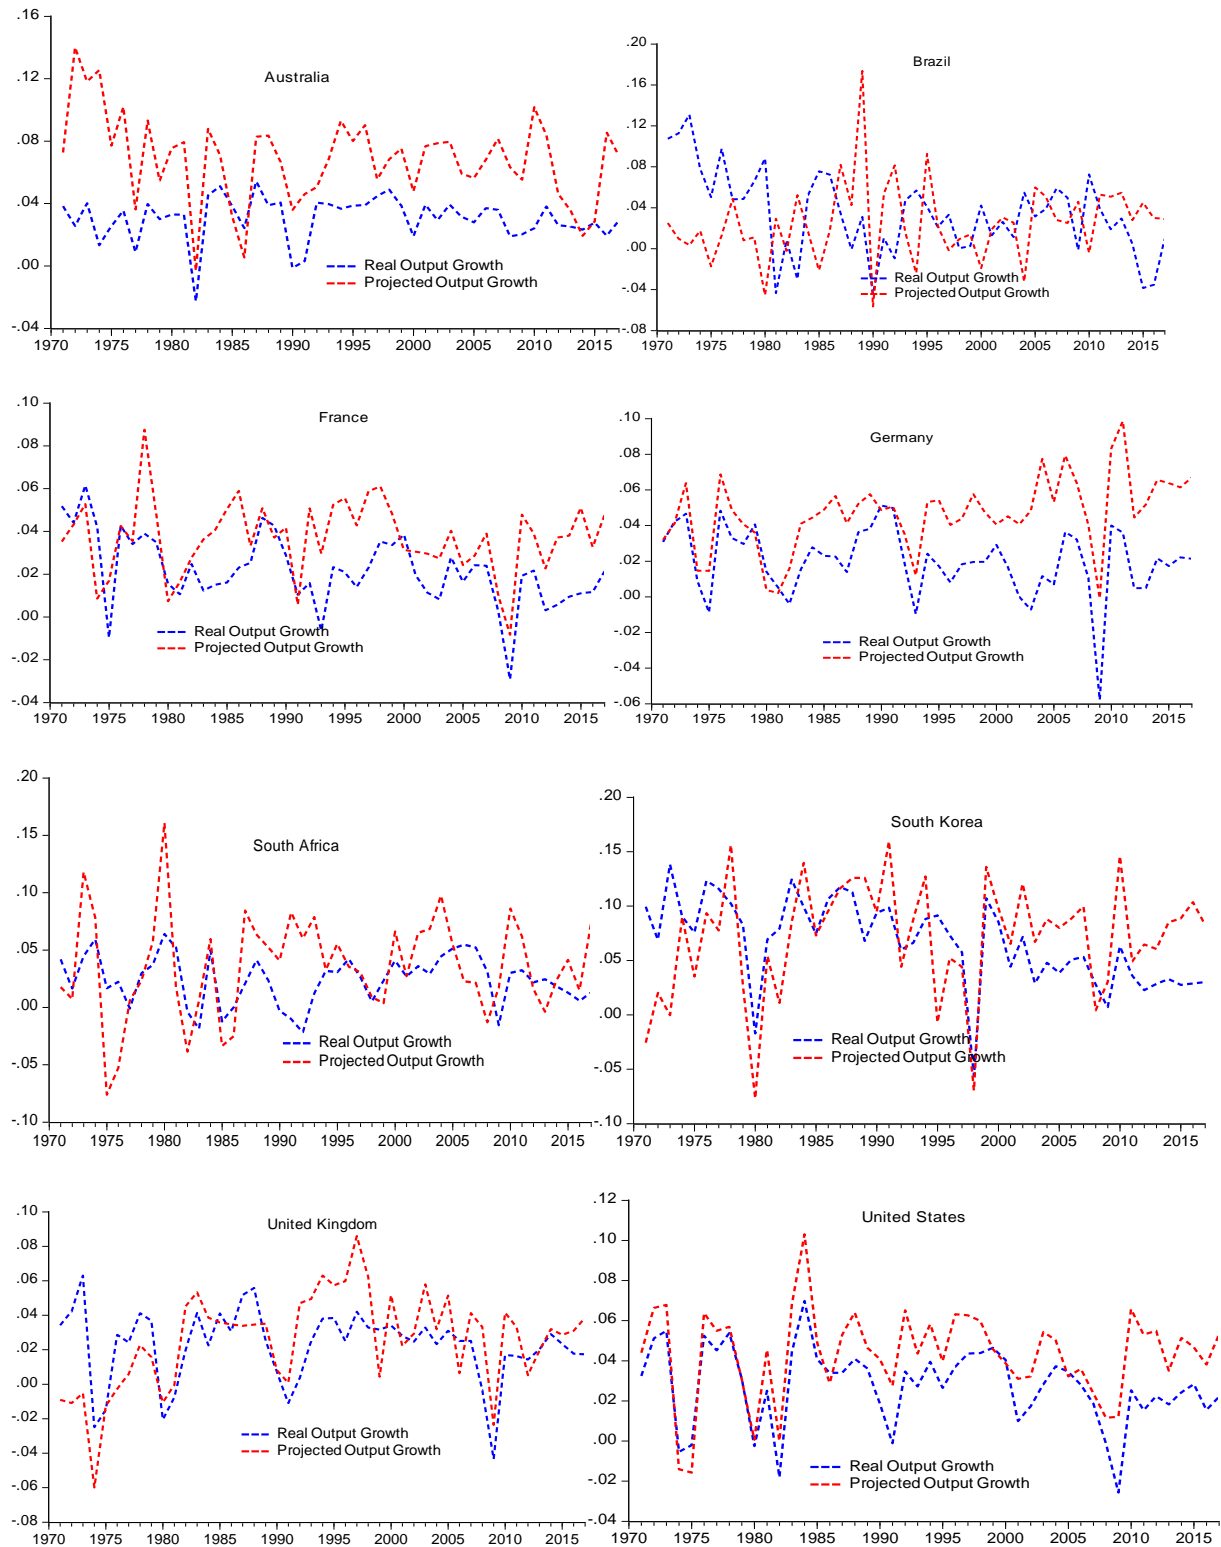 Australia
.16
.12
.08
.04
.00
-.04
1970 1975 1980 1985 1990 1995 2000 2005 2010 2015
Real Output Growth
Projected Output Growth
Brazil
.20
.16
.12
.08
.04
.00
-.04
-.08
1970 1975 1980 1985 1990 1995 2000 2005 2010 2015
Real Output Growth
Projected Output Growth
France
.10
.08
.06
.04
.02
.00
-.02
-.04
1970 1975 1980 1985 1990 1995 2000 2005 2010 2015
Real Output Growth
Projected Output Growth
Germany
.10
.08
.06
.04
.02
.00
-.02
-.04
-.06
1970 1975 1980 1985 1990 1995 2000 2005 2010 2015
Real Output Growth
Projected Output Growth
South Africa
.20
.15
.10
.05
.00
-.05
-.10
1970 1975 1980 1985 1990 1995 2000 2005 2010 2015
Real Output Growth
Projected Output Growth
South Korea
.20
.15
.10
.05
.00
-.05
-.10
1970 1975 1980 1985 1990 1995 2000 2005 2010 2015
Real Output Growth
Projected Output Growth
United Kingdom
.10
.08
.06
.04
.02
.00
-.02
-.04
-.06
-.08
1970 1975 1980 1985 1990 1995 2000 2005 2010 2015
Real Output Growth
Projected Output Growth
United States
.12
.10
.08
.06
.04
.02
.00
-.02
-.04
1970 1975 1980 1985 1990 1995 2000 2005 2010 2015
Real Output Growth
Projected Output Growth